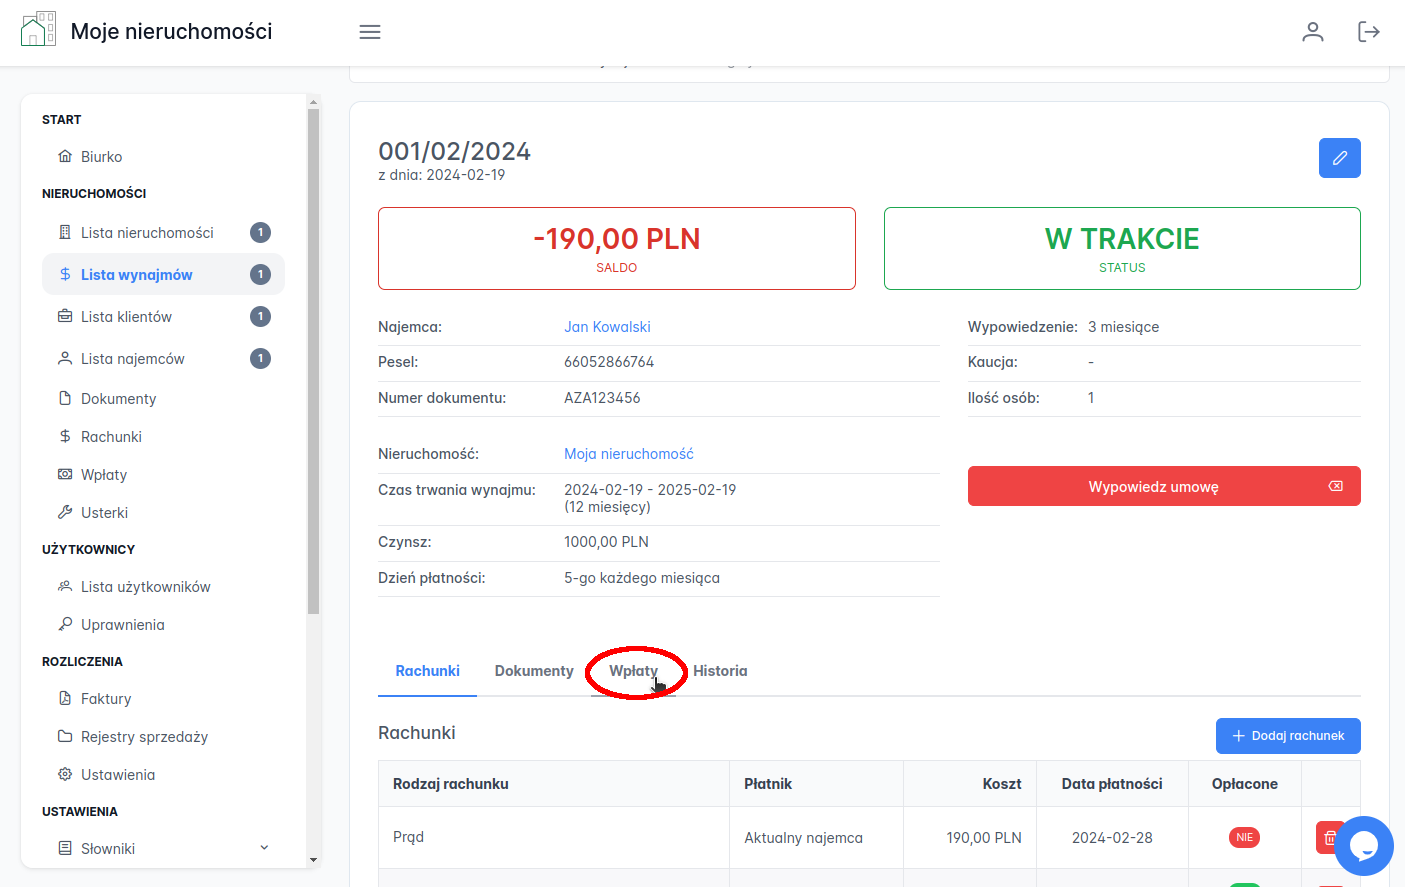 Moje nieruchomości
START
Biurko
NIERUCHOMOŚCI
Lista nieruchomości 1
Lista wynajmów 1
Lista klientów 1
Lista najemców 1
Dokumenty
Rachunki
Wpłaty
Usterki
UŻYTKOWNICY
Lista użytkowników
Uprawnienia
ROZLICZENIA
Faktury
Rejestry sprzedaży
Ustawienia
USTAWIENIA
Słowniki
001/02/2024
z dnia: 2024-02-19
-190,00 PLN
SALDO
W TRAKCIE
STATUS
Najemca: Jan Kowalski
Pesel: 66052866764
Numer dokumentu: AZA123456
Wypowiedzenie: 3 miesiące
Kaucja: -
Ilość osób: 1
Nieruchomość: Moja nieruchomość
Czas trwania wynajmu: 2024-02-19 - 2025-02-19
(12 miesięcy)
Czynsz: 1000,00 PLN
Dzień płatności: 5-go każdego miesiąca
Wypowiedz umowę
Rachunki Dokumenty Wpłaty Historia
Rachunki
Dodaj rachunek
Rodzaj rachunku Płatnik Koszt Data płatności Opłacone
Prąd Aktualny najemca 190,00 PLN 2024-02-28 NIE